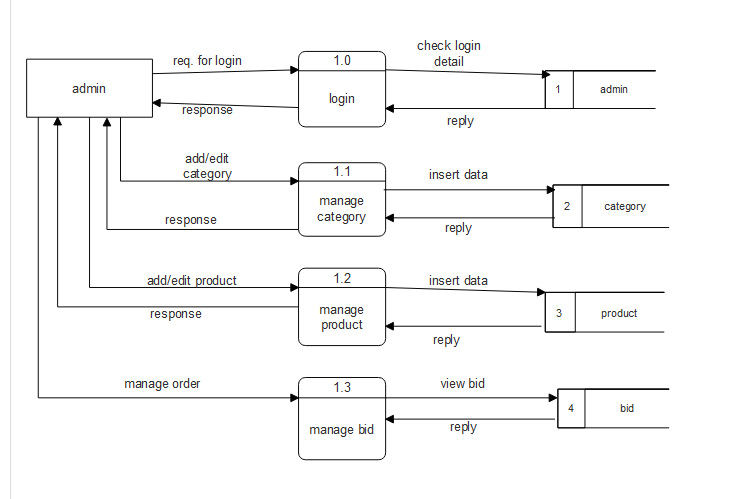 check login
detail
req. for login
1.0
admin
login
1
admin
response
reply
add/edit
category
1.1
insert data
manage
category
2
category
response
reply
add/edit product
1.2
insert data
manage
product
3
product
response
reply
manage order
1.3
view bid
manage bid
4
bid
reply